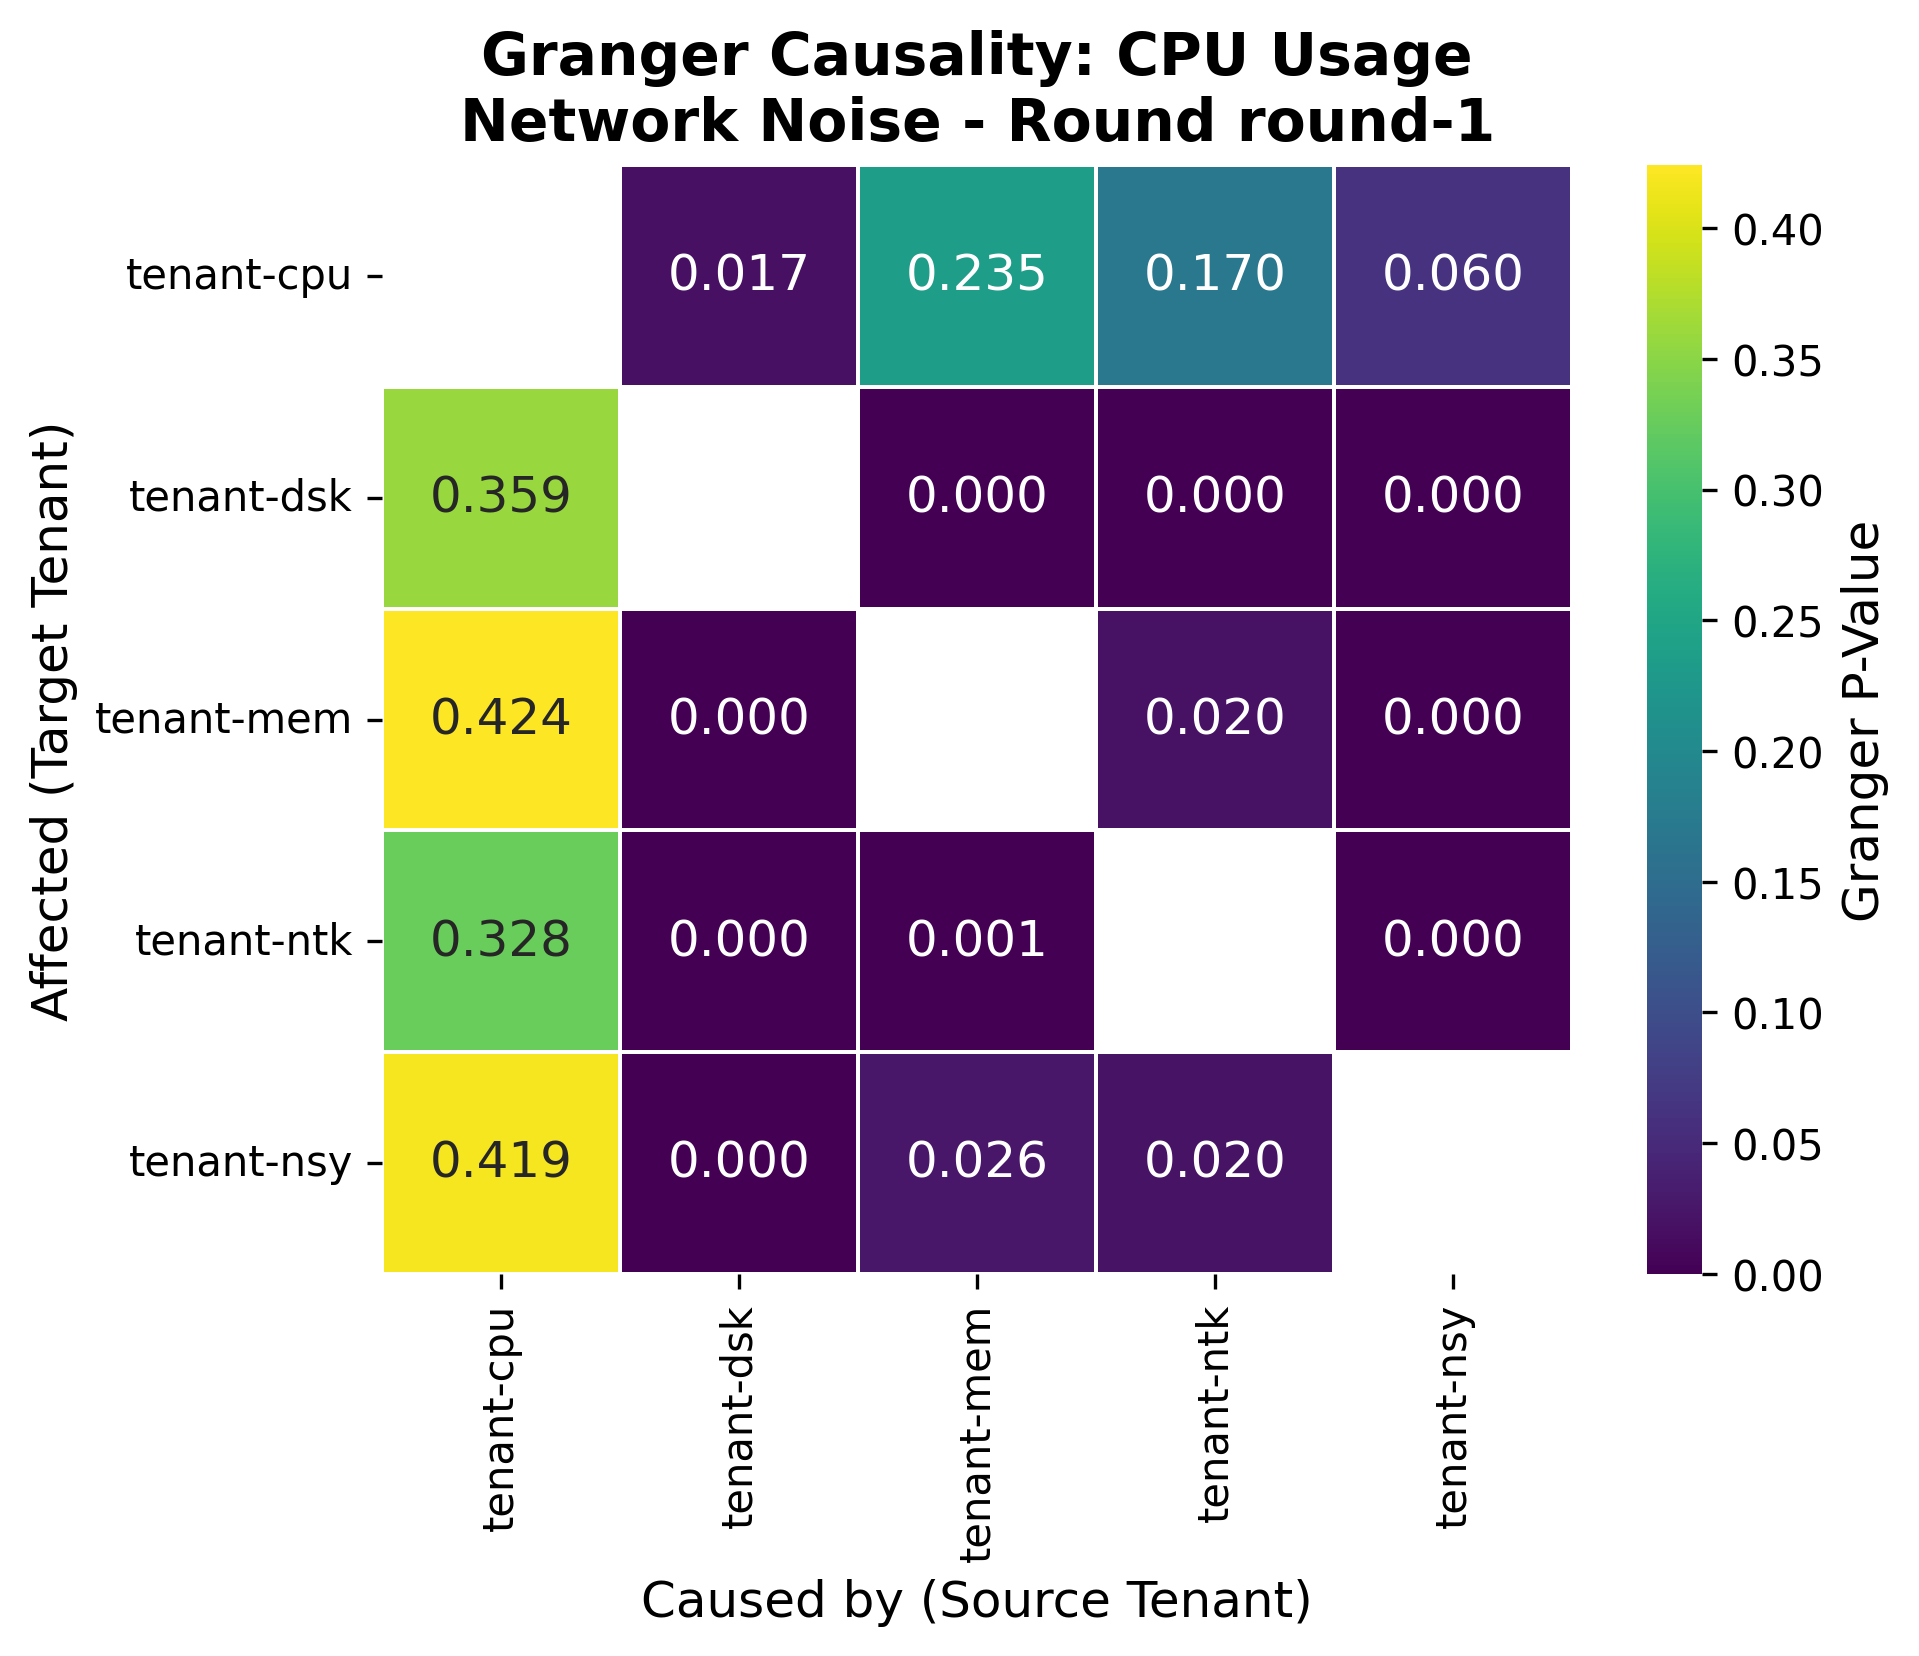 Granger Causality: CPU Usage
Network Noise - Round round-1
Affected (Target Tenant)
tenant-cpu 0.017 0.235 0.170 0.060
tenant-dsk 0.359 0.000 0.000 0.000
tenant-mem 0.424 0.000 0.020 0.000
tenant-ntk 0.328 0.000 0.001 0.000
tenant-nsy 0.419 0.000 0.026 0.020
tenant-cpu tenant-dsk tenant-mem tenant-ntk tenant-nsy
Caused by (Source Tenant)
0.40
0.35
0.30
0.25
0.20
0.15
0.10
0.05
0.00
Granger P-Value